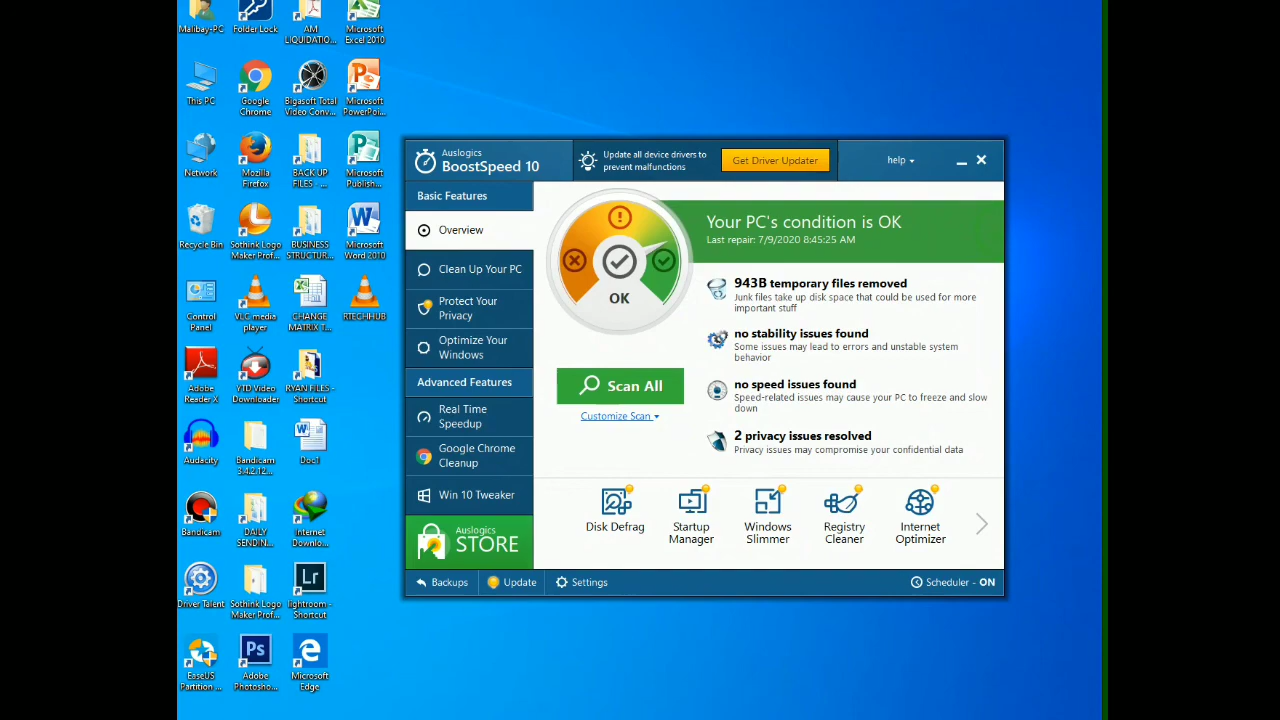 Malibay-PC
Folder Lock
AM
LIQUIDATIO...
Microsoft
Excel 2010
This PC
Google
Chrome
Bigasoft Total
Video Conv...
Microsoft
PowerPoi...
Network
Mozilla
Firefox
BACK UP
FILES - ...
Microsoft
Publish...
Recycle Bin
Sothink Logo
Maker Prof...
BUSINESS
STRUCTUR...
Microsoft
Word 2010
Control
Panel
VLC media
player
CHANGE
MATRIX T...
RTECHHUB
Adobe
Reader X
YTD Video
Downloader
RYAN FILES -
Shortcut
Audacity
Bandicam
3.4.2.12...
Doc1
Bandicam
DAILY
SENDIN...
Internet
Downlo...
Driver Talent
Sothink Logo
Maker Prof...
lightroom -
Shortcut
Lr
EaseUS
Partition ...
Ps
Adobe
Photosho...
Microsoft
Edge
Auslogics
BoostSpeed 10
Update all device drivers to
prevent malfunctions
Get Driver Updater
help
Basic Features
Overview
Clean Up Your PC
Protect Your
Privacy
Optimize Your
Windows
Advanced Features
Real Time
Speedup
Google Chrome
Cleanup
Win 10 Tweaker
Auslogics
STORE
OK
Your PC's condition is OK
Last repair: 7/9/2020 8:45:25 AM
943B temporary files removed
Junk files take up disk space that could be used for more
important stuff
no stability issues found
Some issues may lead to errors and unstable system
behavior
no speed issues found
Speed-related issues may cause your PC to freeze and slow
down
2 privacy issues resolved
Privacy issues may compromise your confidential data
Scan All
Customize Scan
Disk Defrag
Startup
Manager
Windows
Slimmer
Registry
Cleaner
Internet
Optimizer
Backups
Update
Settings
Scheduler - ON